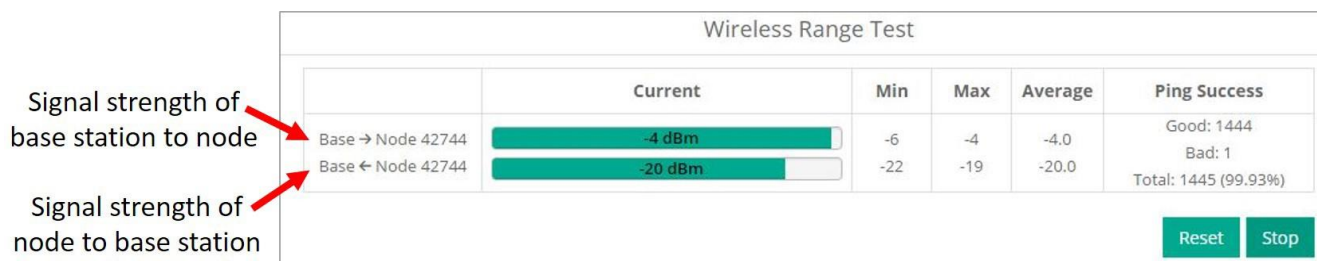 Wireless Range Test
Current Min Max Average Ping Success
Signal strength of
base station to node
Base → Node 42744 -4 dBm -6 -4 -4.0 Good: 1444
Bad: 1
Base ← Node 42744 -20 dBm -22 -19 -20.0 Total: 1445 (99.93%)
Signal strength of
node to base station
Reset Stop